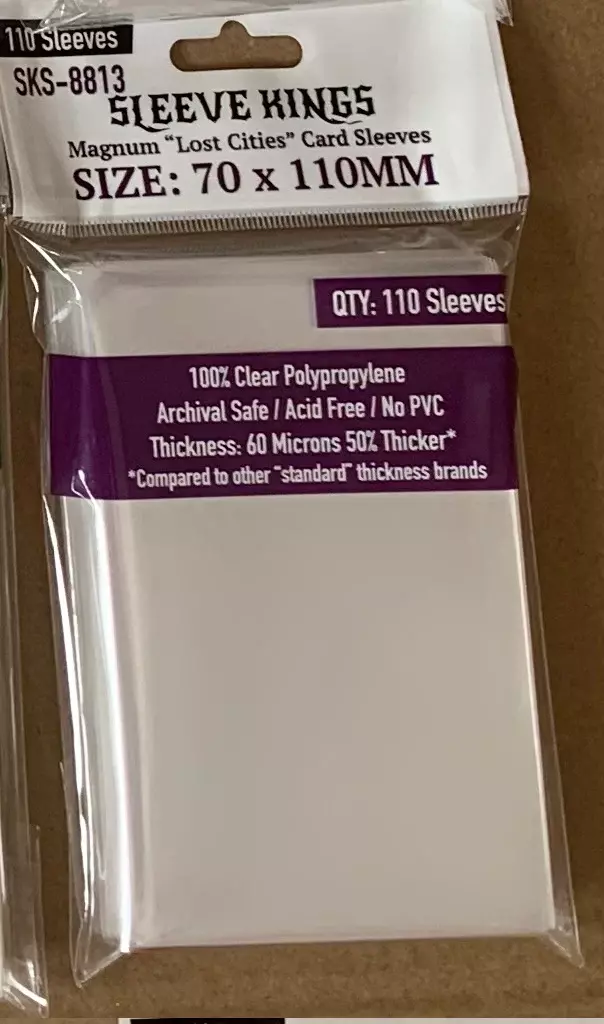 110 Sleeves
SKS-8813
SLEEVE KINGS
Magnum “Lost Cities” Card Sleeves
SIZE: 70 x 110MM
QTY: 110 Sleeves
100% Clear Polypropylene
Archival Safe / Acid Free / No PVC
Thickness: 60 Microns 50% Thicker*
*Compared to other "standard" thickness brands